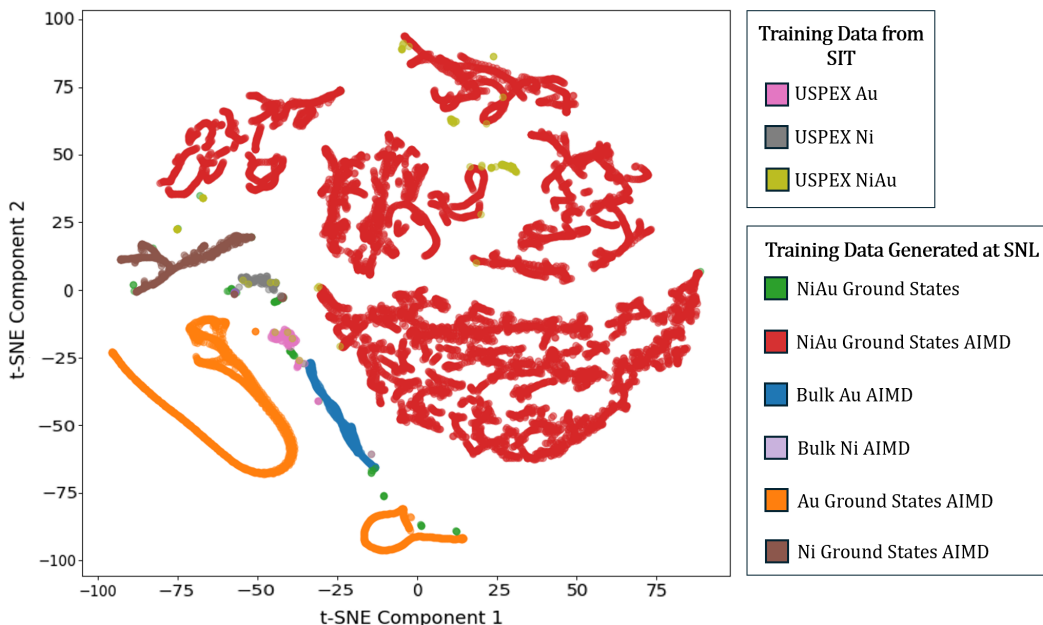 100
75
50
25
0
−25
−50
−75
−100
−100
−75
−50
−25
0
25
50
75
t-SNE Component 2
t-SNE Component 1
Training Data from
SIT
USPEX Au
USPEX Ni
USPEX NiAu
Training Data Generated at SNL
NiAu Ground States
NiAu Ground States AIMD
Bulk Au AIMD
Bulk Ni AIMD
Au Ground States AIMD
Ni Ground States AIMD